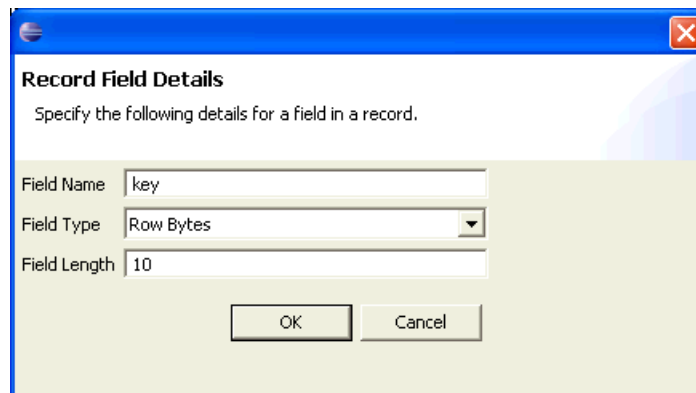 Record Field Details
Specify the following details for a field in a record.
Field Name key
Field Type Row Bytes
Field Length 10
OK Cancel